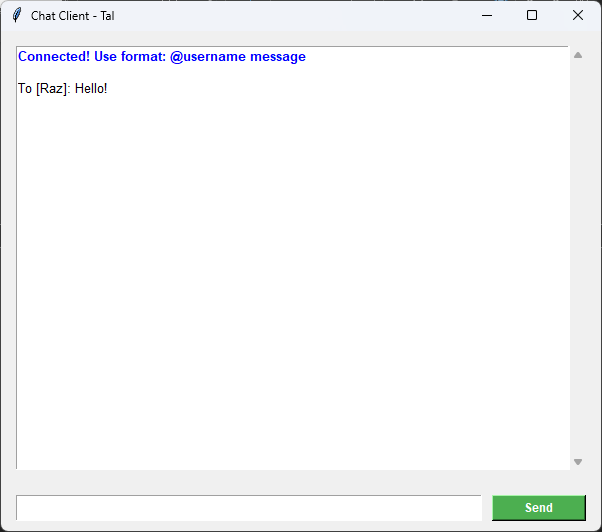 Chat Client - Tal
Connected! Use format: @username message
To [Raz]: Hello!
Send